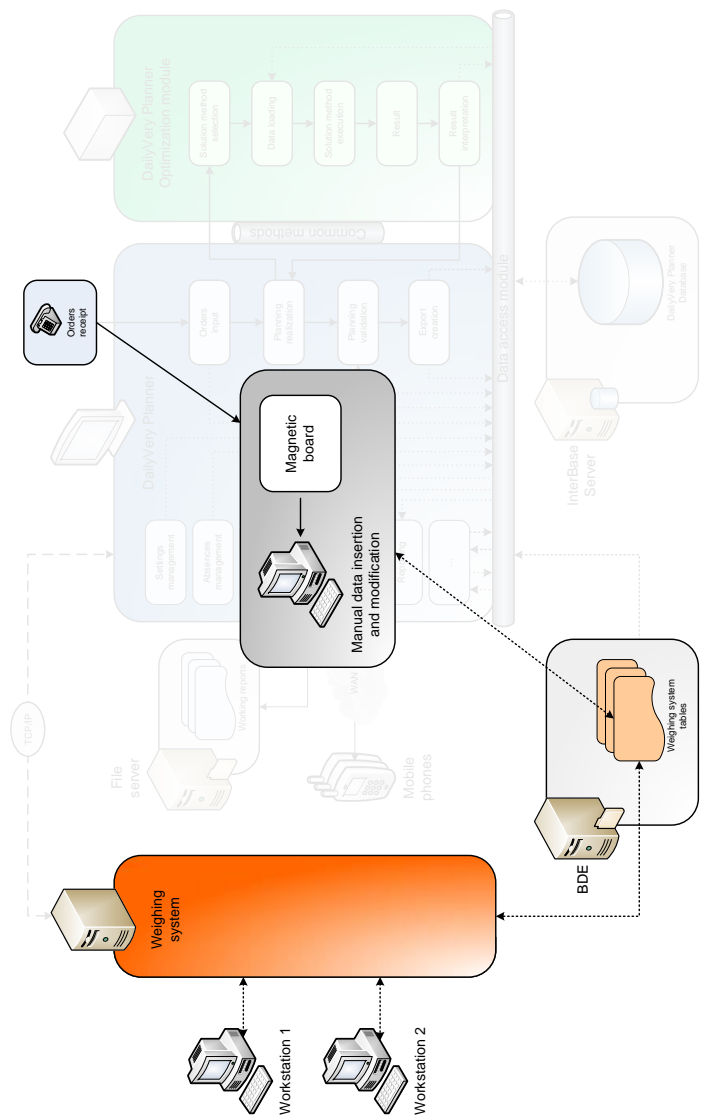 TCP/IP
Workstation 1
Workstation 2
Weighing
system
File
server
Working reports
Mobile
phones
WAN
Settings
management
Absences
management
...
Manual data insertion
and modification
Magnetic
board
Orders
receipt
DailyVery Planner
Orders
input
Planning
realization
Planning
validation
Export
creation
Common methods
DailyVery Planner
Optimization module
Solution method
selection
Data loading
Solution method
execution
Result
Result
interpretation
Data across module
BDE
Weighing system
tables
InterBase
Server
DailyVery Planner
Database